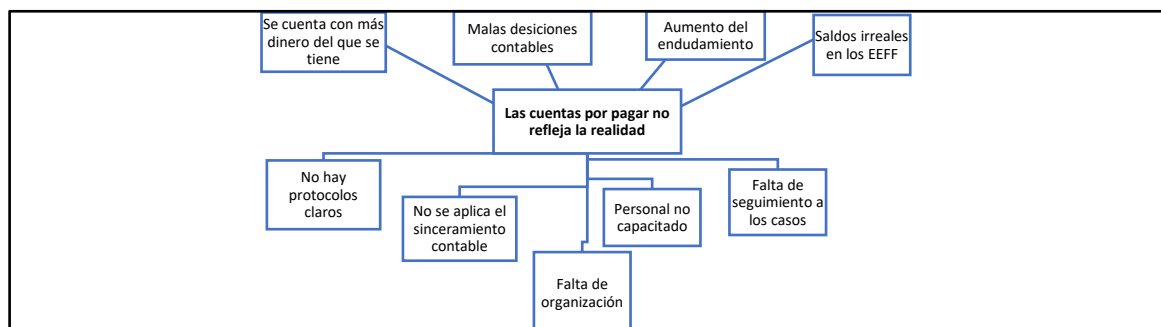 Se cuenta con más
dinero del que se
tiene
Malas desiciones
contables
Aumento del
endudamiento
Saldos irreales
en los EEFF
Las cuentas por pagar no
refleja la realidad
No hay
protocolos
claros
No se aplica el
sinceramiento
contable
Falta de
organización
Personal no
capacitado
Falta de
seguimiento a
los casos